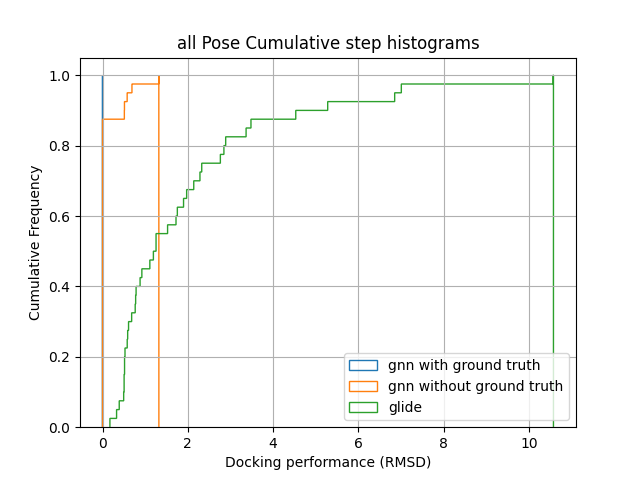 all Pose Cumulative step histograms
Cumulative Frequency
1.0
0.8
0.6
0.4
0.2
0.0
gnn with ground truth
gnn without ground truth
glide
0 2 4 6 8 10
Docking performance (RMSD)